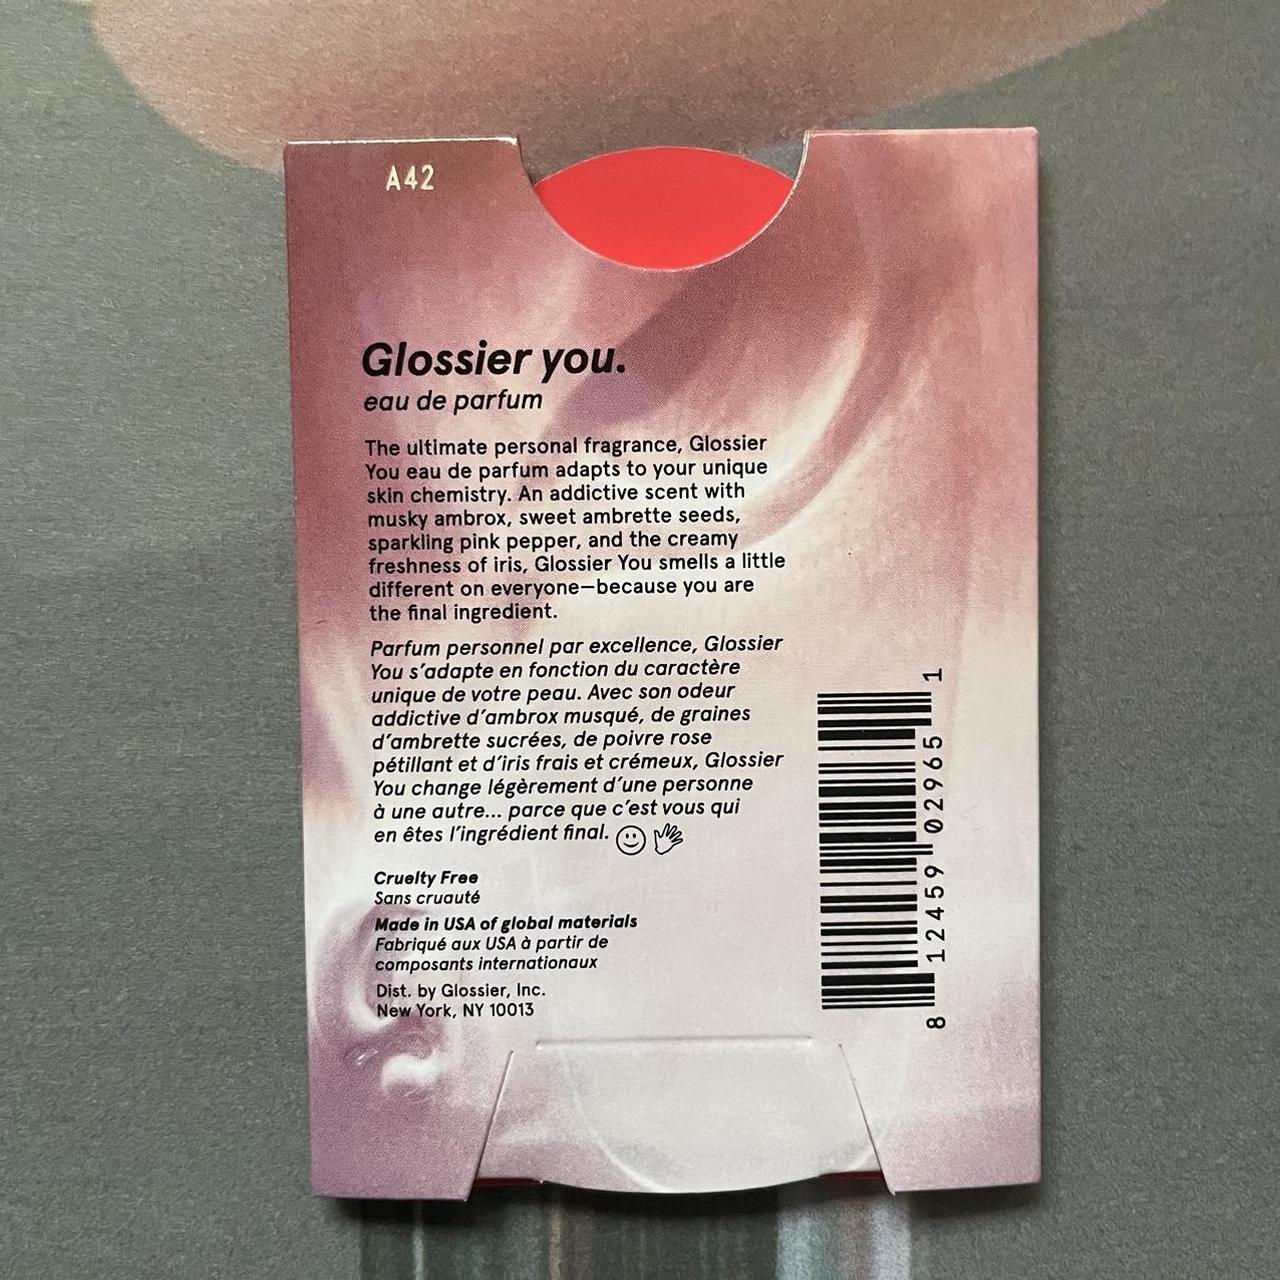 A42
Glossier you.
eau de parfum
The ultimate personal fragrance, Glossier
You eau de parfum adapts to your unique
skin chemistry. An addictive scent with
musky ambrox, sweet ambrette seeds,
sparkling pink pepper, and the creamy
freshness of iris, Glossier You smells a little
different on everyone—because you are
the final ingredient.
Parfum personnel par excellence, Glossier
You s'adapte en fonction du caractère
unique de votre peau. Avec son odeur
addictive d'ambrox musqué, de graines
d'ambrette sucrées, de poivre rose
pétillant et d'iris frais et crémeux, Glossier
You change légèrement d'une personne
à une autre... parce que c'est vous qui
en êtes l'ingrédient final.
Cruelty Free
Sans cruauté
Made in USA of global materials
Fabriqué aux USA à partir de
composants internationaux
Dist. by Glossier, Inc.
New York, NY 10013
8 12459 02965 1